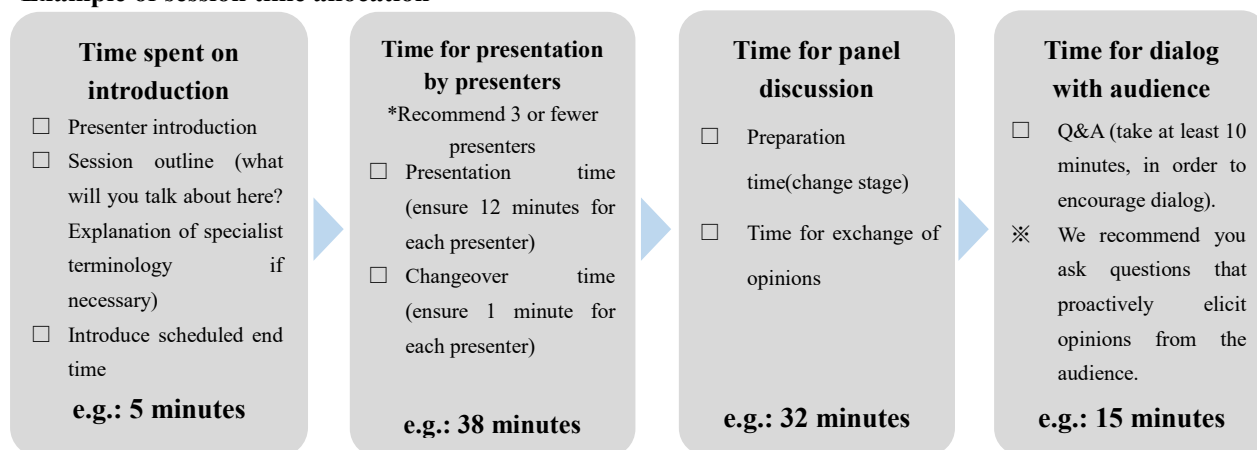 Example of session time allocation
Time spent on
introduction
☐ Presenter introduction
☐ Session outline (what
will you talk about here?
Explanation of specialist
terminology if
necessary)
☐ Introduce scheduled end
time
e.g.: 5 minutes
Time for presentation
by presenters
*Recommend 3 or fewer
presenters
☐ Presentation time
(ensure 12 minutes for
each presenter)
☐ Changeover time
(ensure 1 minute for
each presenter)
e.g.: 38 minutes
Time for panel
discussion
☐ Preparation
time(change stage)
☐ Time for exchange of
opinions
e.g.: 32 minutes
Time for dialog
with audience
☐ Q&A (take at least 10
minutes, in order to
encourage dialog).
※ We recommend you
ask questions that
proactively elicit
opinions from the
audience.
e.g.: 15 minutes